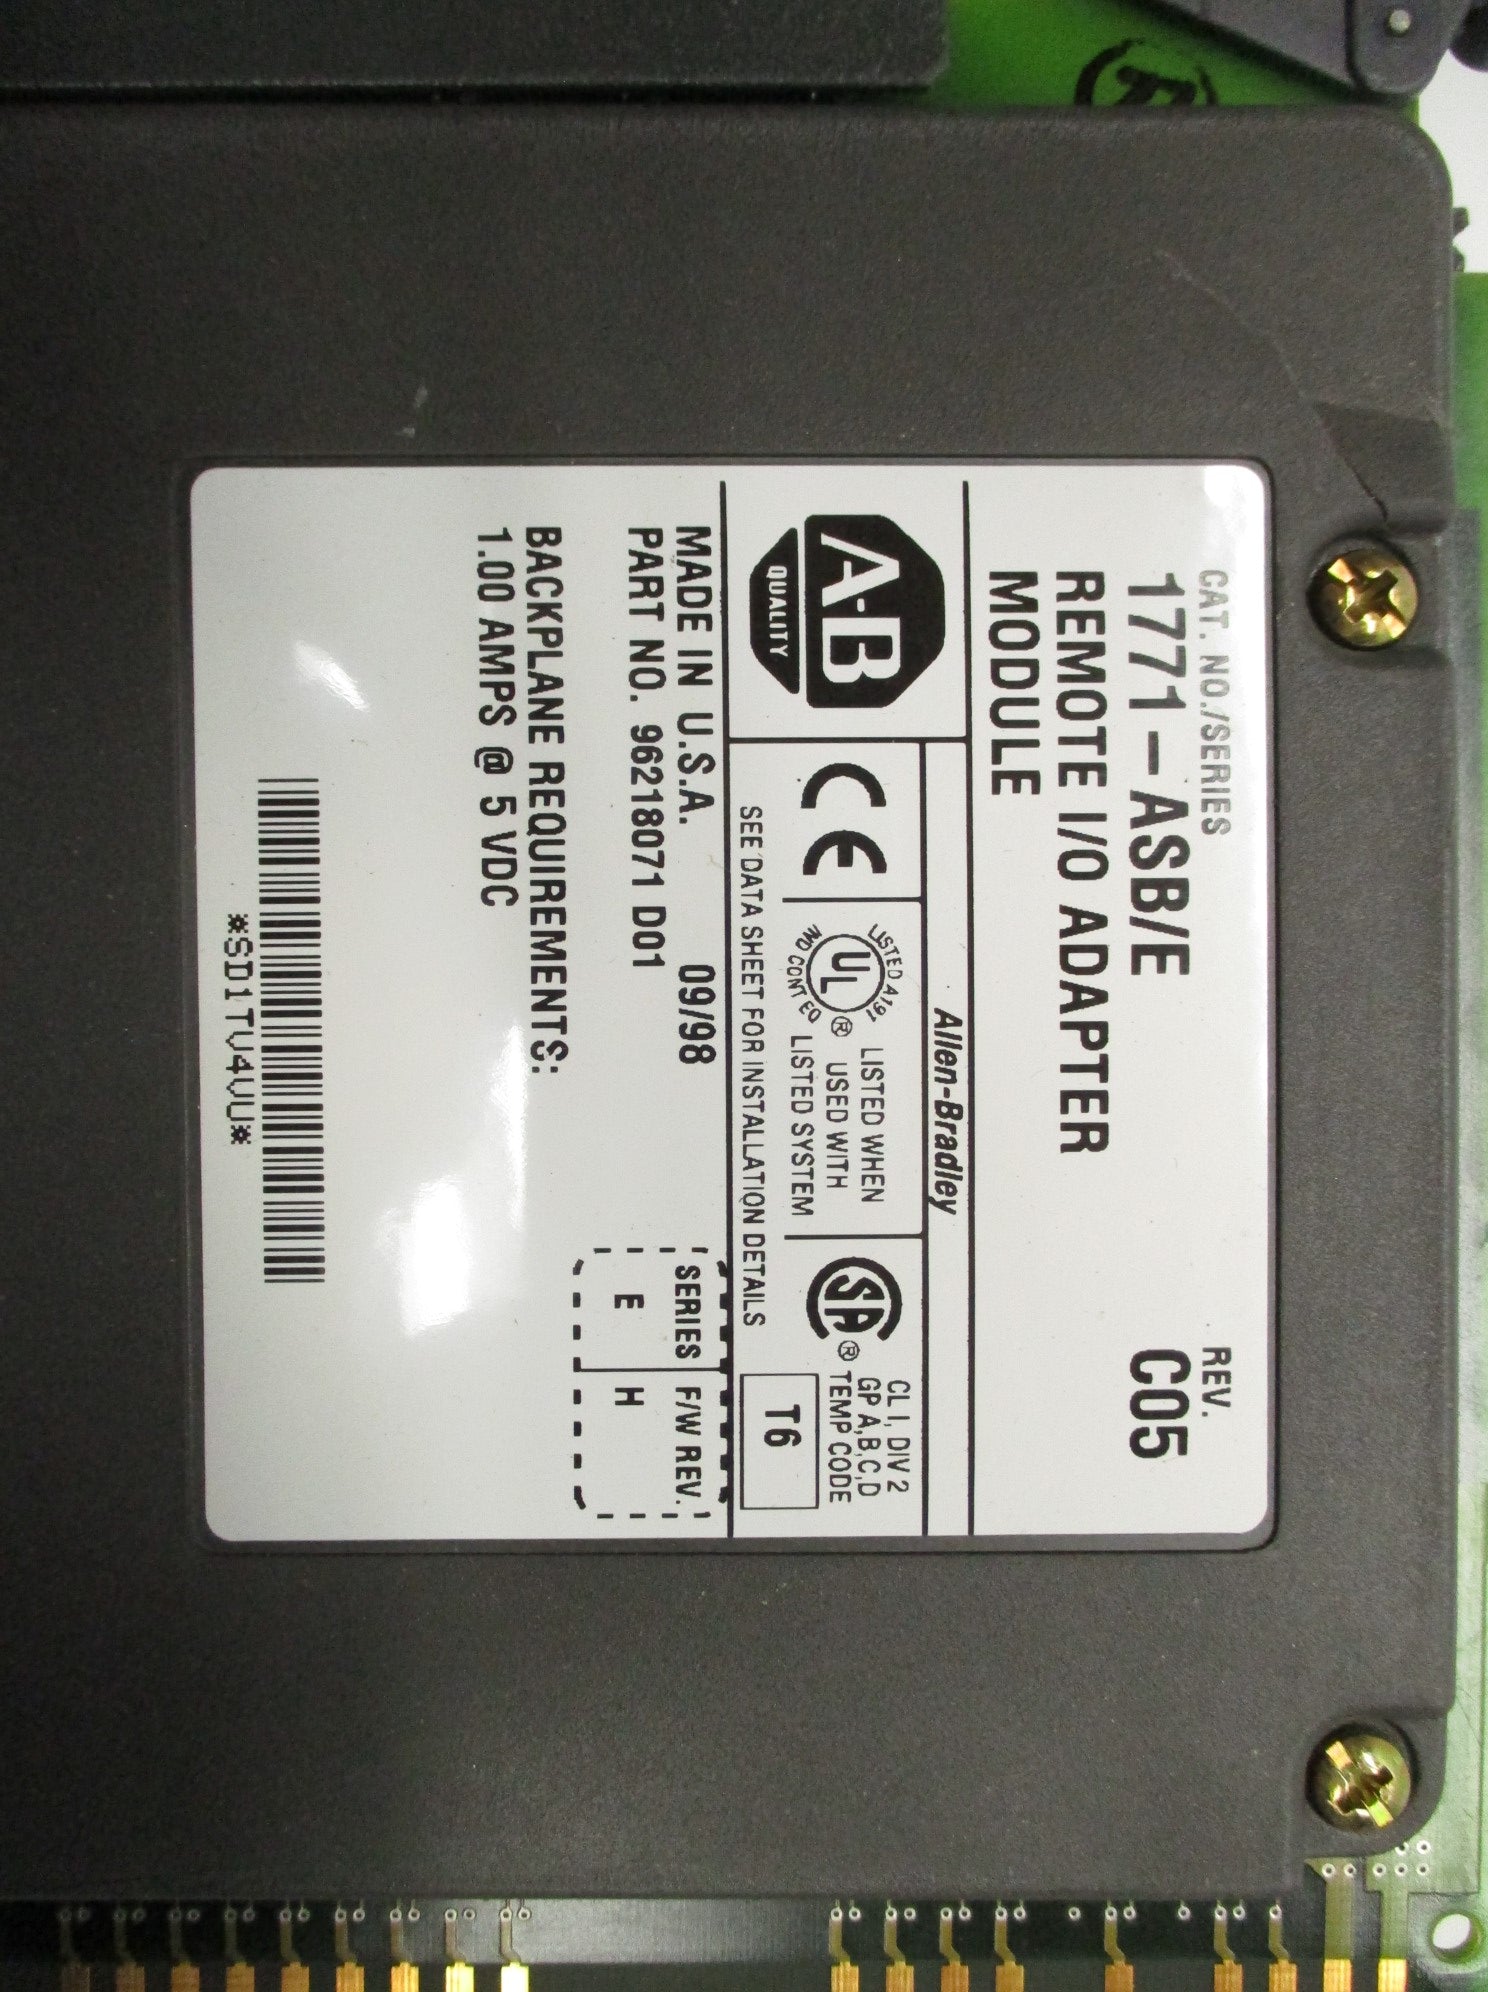 CAT. NO./SERIES REV.
1771-ASB/E C05
REMOTE I/O ADAPTER
MODULE
Allen-Bradley
A-B
QUALITY
CE
LISTED A197
UL ®
IND CONT EQ
LISTED WHEN
USED WITH
LISTED SYSTEM
SA ®
CL I, DIV 2
GP A,B,C,D
TEMP CODE
T6
SEE DATA SHEET FOR INSTALLATION DETAILS
MADE IN U.S.A. 09/98
PART NO. 96218071 D01
SERIES F/W REV.
E H
BACKPLANE REQUIREMENTS:
1.00 AMPS @ 5 VDC
*SD1TV4VU*